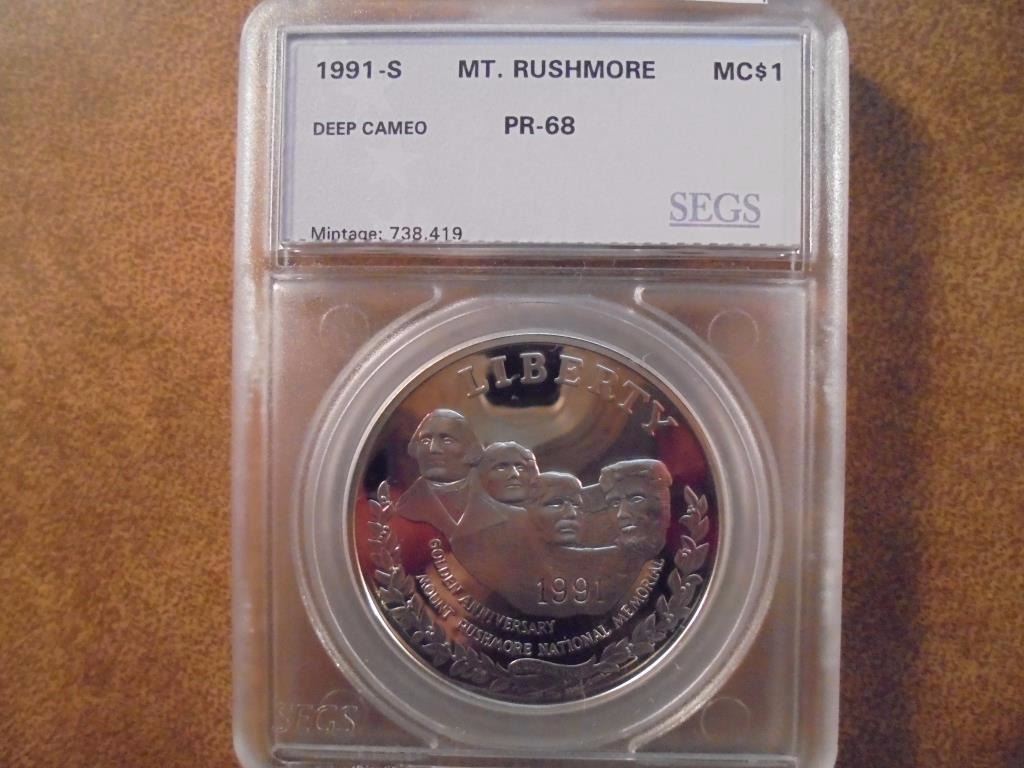 1991-S MT. RUSHMORE MC$1
DEEP CAMEO PR-68
SEGS
Mintage: 738,419
LIBERTY
1991
GOLDEN ANNIVERSARY
MOUNT RUSHMORE NATIONAL MEMORIAL
SEGS